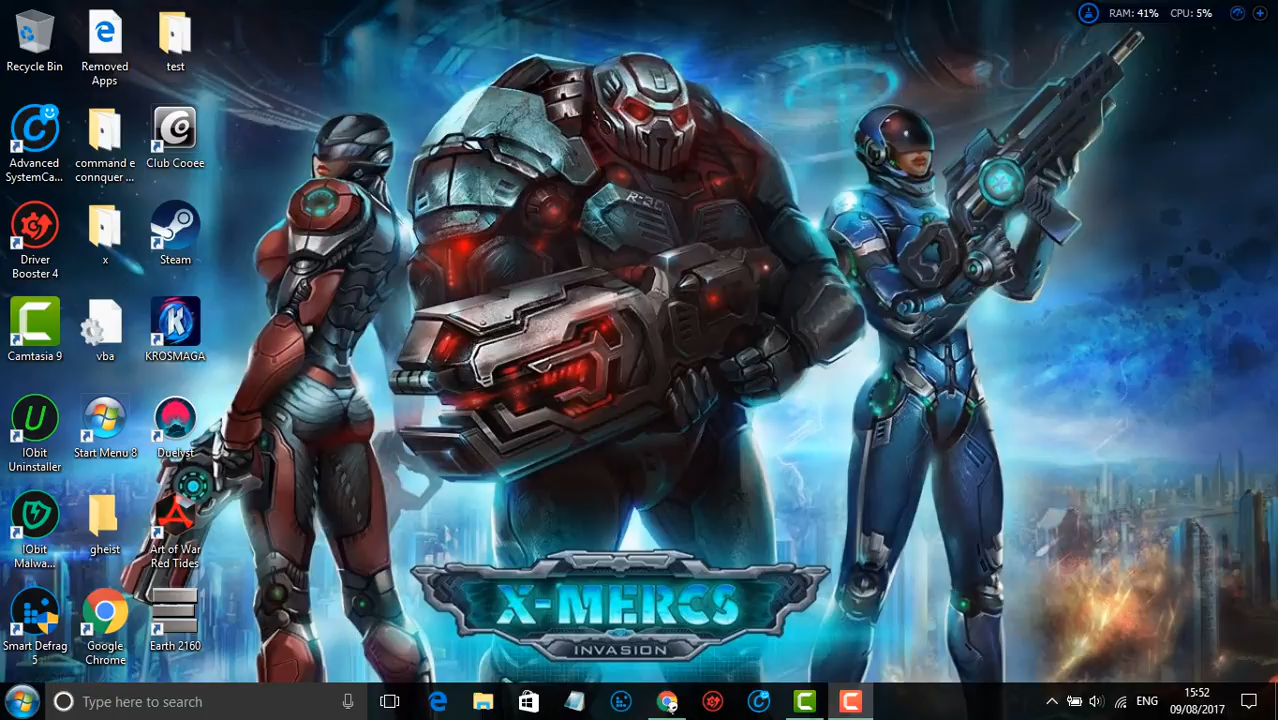 RAM: 41% CPU: 5%
Recycle Bin
Removed
Apps
test
Advanced
SystemCa...
command e
connquer ...
Club Cooee
Driver
Booster 4
x
Steam
Camtasia 9
vba
KROSMAGA
IObit
Uninstaller
Start Menu 8
Duelyst
IObit
Malwa...
gheist
Art of War
Red Tides
Smart Defrag
5
Google
Chrome
Earth 2160
X-MERCS
INVASION
Type here to search
ENG
15:52
09/08/2017